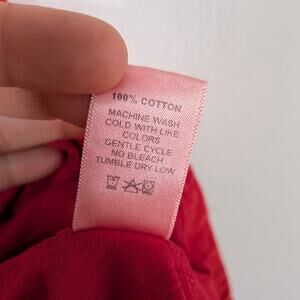 100% COTTON
MACHINE WASH
COLD WITH LIKE
COLORS
GENTLE CYCLE
NO BLEACH
TUMBLE DRY LOW